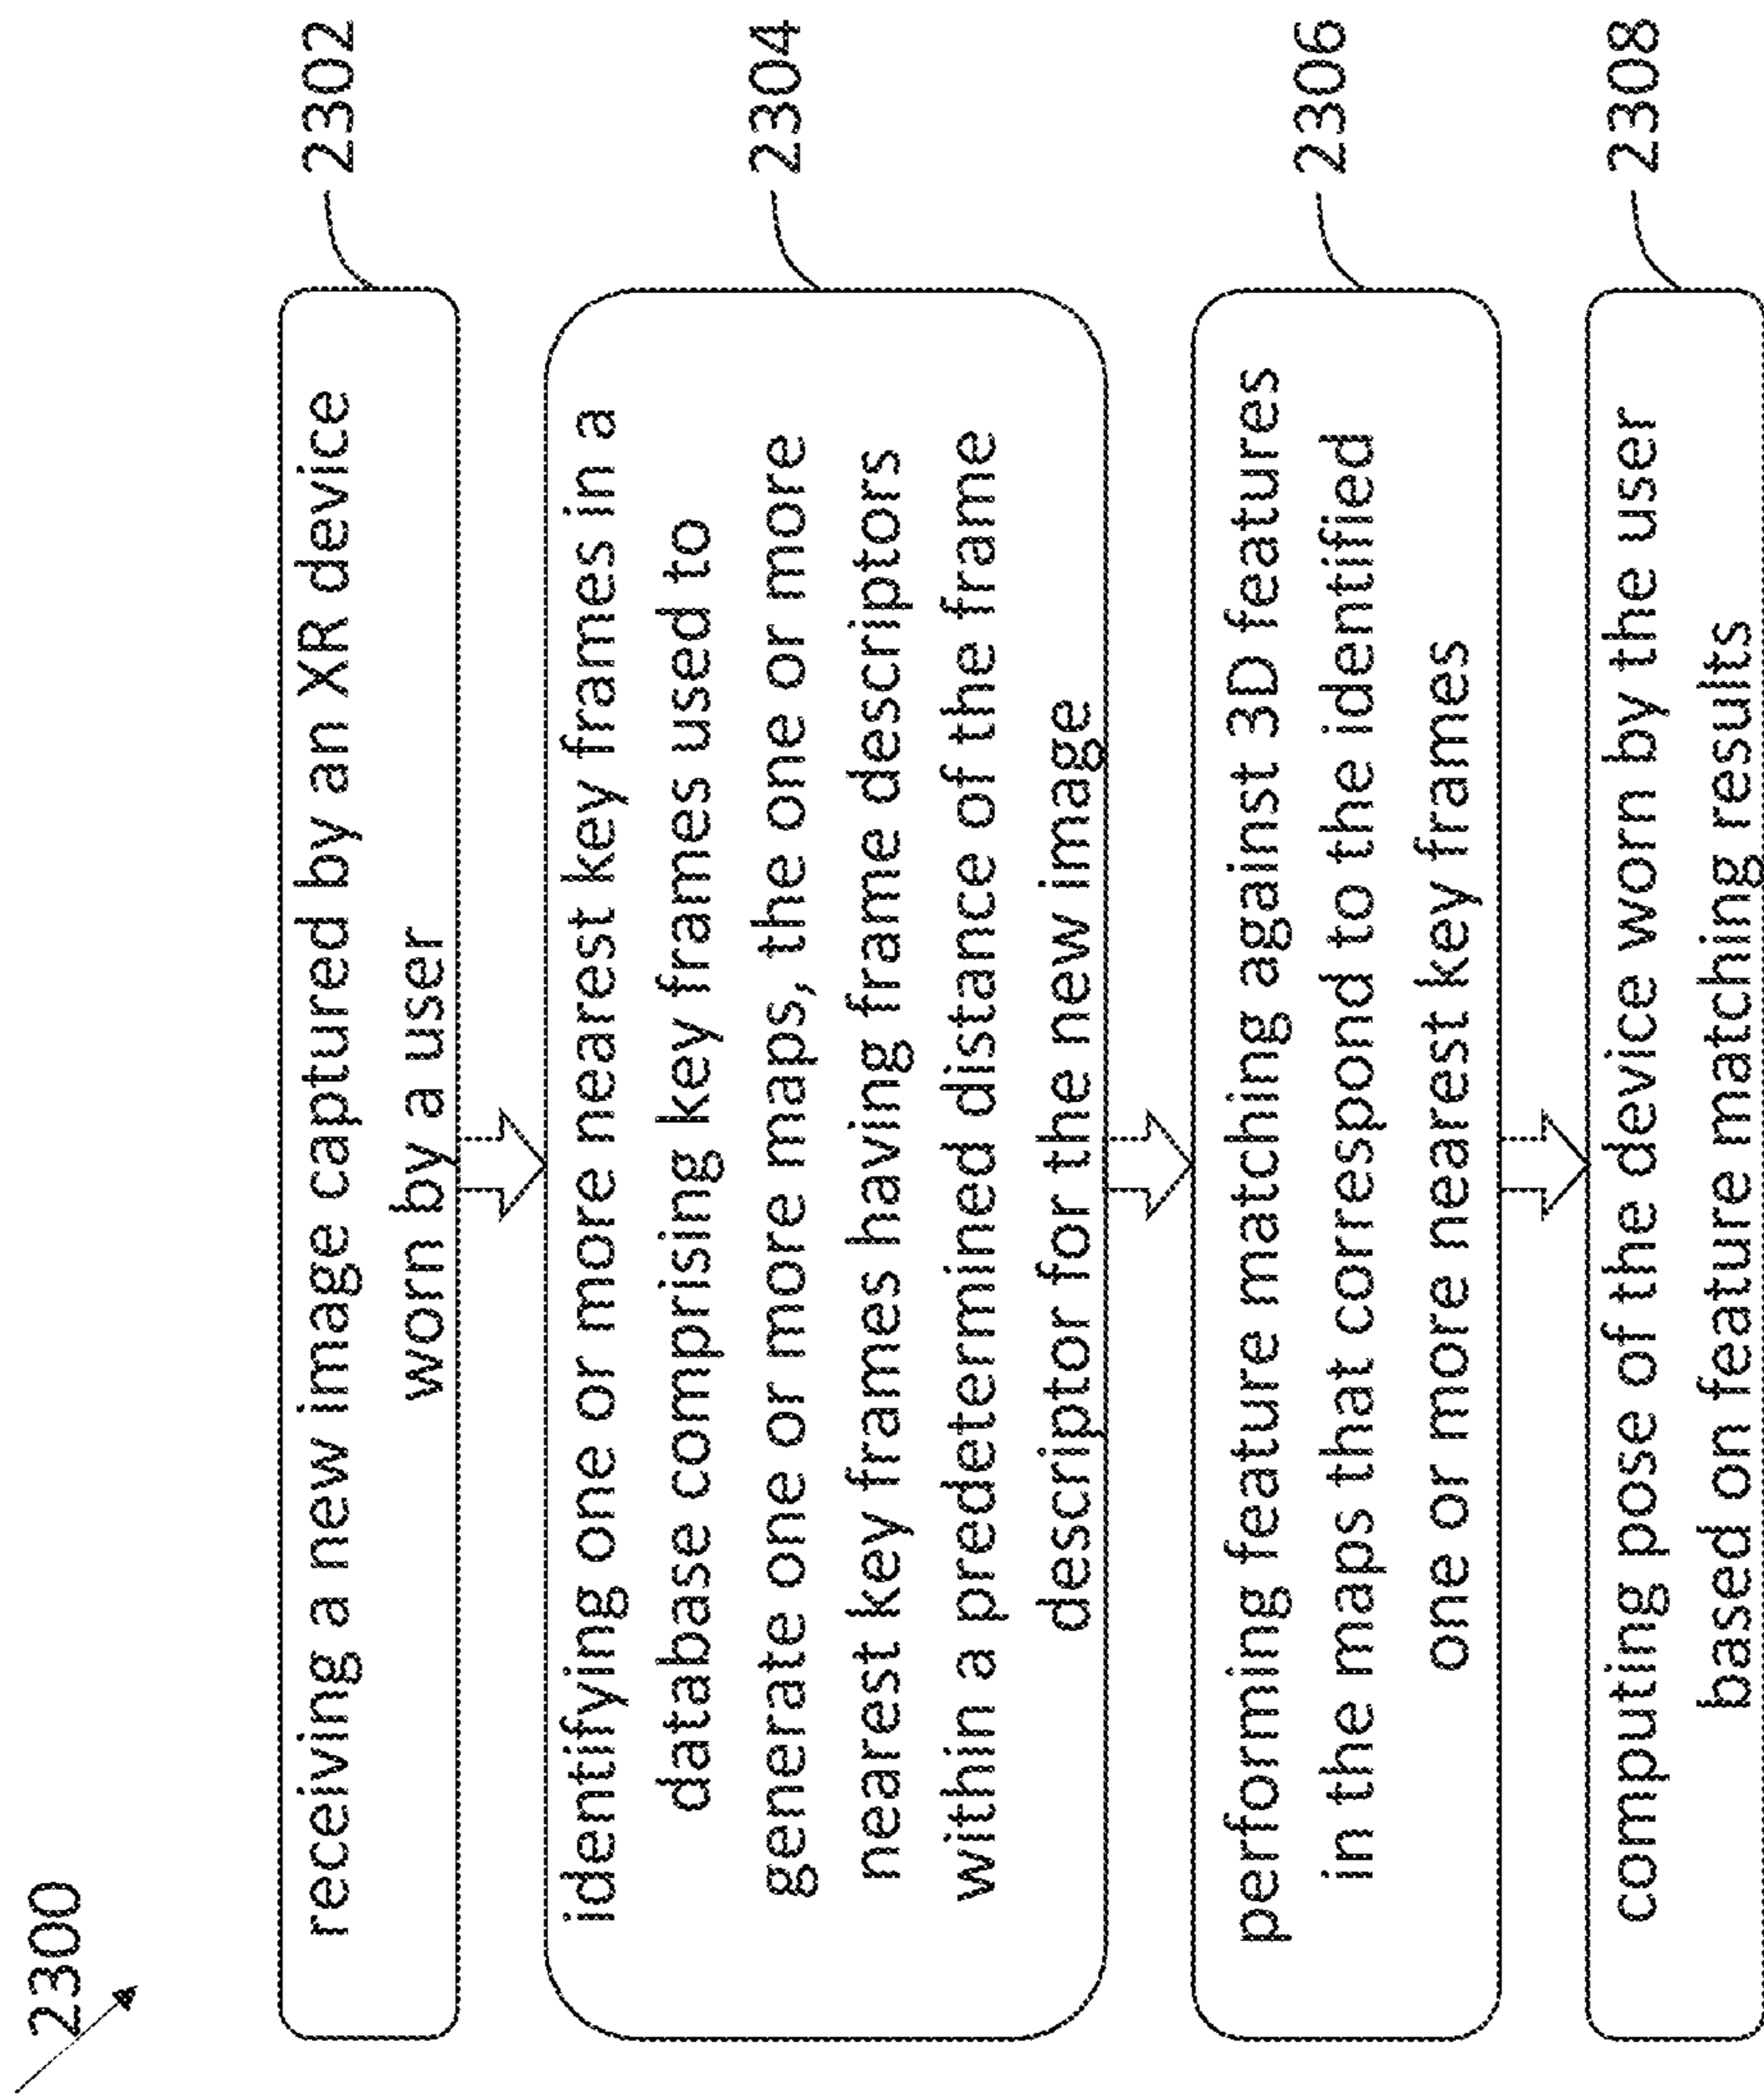 2300
receiving a new image captured by an XR device
worn by a user
2302
identifying one or more nearest key frames in a
database comprising key frames used to
generate one or more maps, the one or more
nearest key frames having frame descriptors
within a predetermined distance of the frame
descriptor for the new image
2304
performing feature matching against 3D features
in the maps that correspond to the identified
one or more nearest key frames
2306
computing pose of the device worn by the user
based on feature matching results
2308